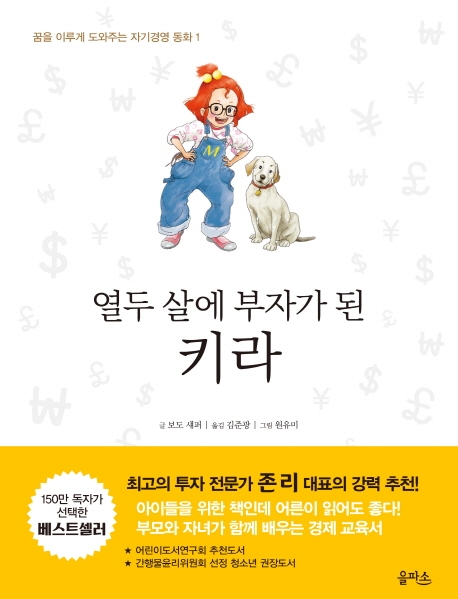 꿈을 이루게 도와주는 자기경영 동화 1
M
열두 살에 부자가 된
키라
글 보도 섀퍼 | 옮김 김준광 | 그림 원유미
150만 독자가
선택한
베스트셀러
최고의 투자 전문가 존 리 대표의 강력 추천!
아이들을 위한 책인데 어른이 읽어도 좋다!
부모와 자녀가 함께 배우는 경제 교육서
★ 어린이도서연구회 추천도서
★ 간행물윤리위원회 선정 청소년 권장도서
을파소